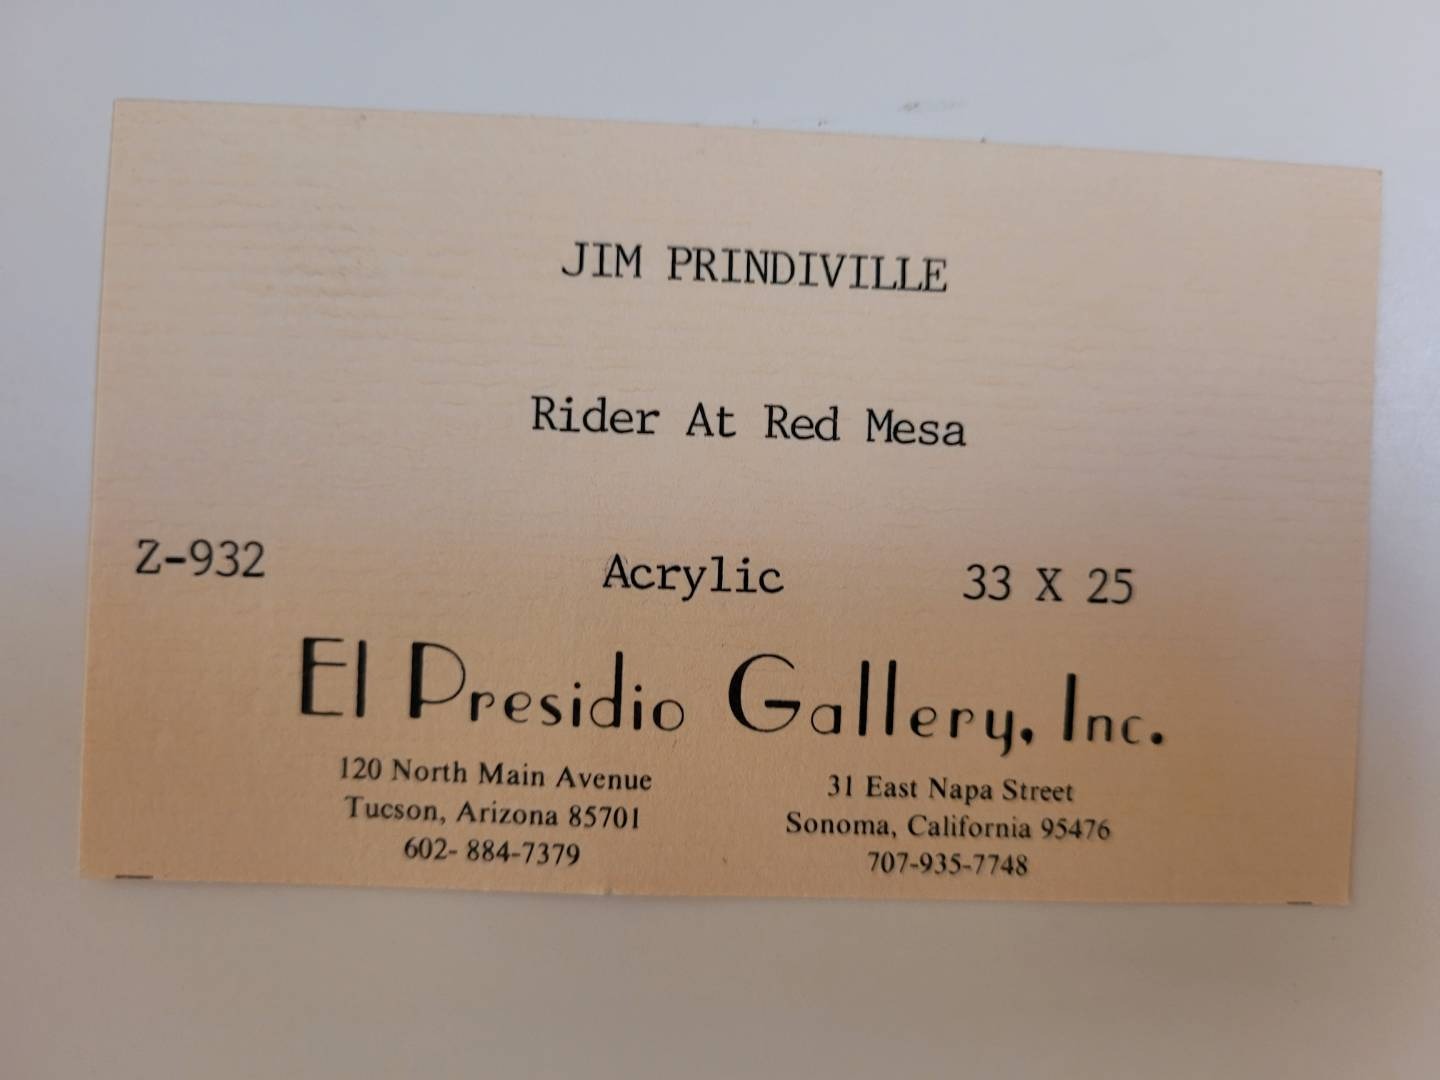 JIM PRINDIVILLE
Rider At Red Mesa
Z-932 Acrylic 33 X 25
El Presidio Gallery, Inc.
120 North Main Avenue
Tucson, Arizona 85701
602- 884-7379
31 East Napa Street
Sonoma, California 95476
707-935-7748